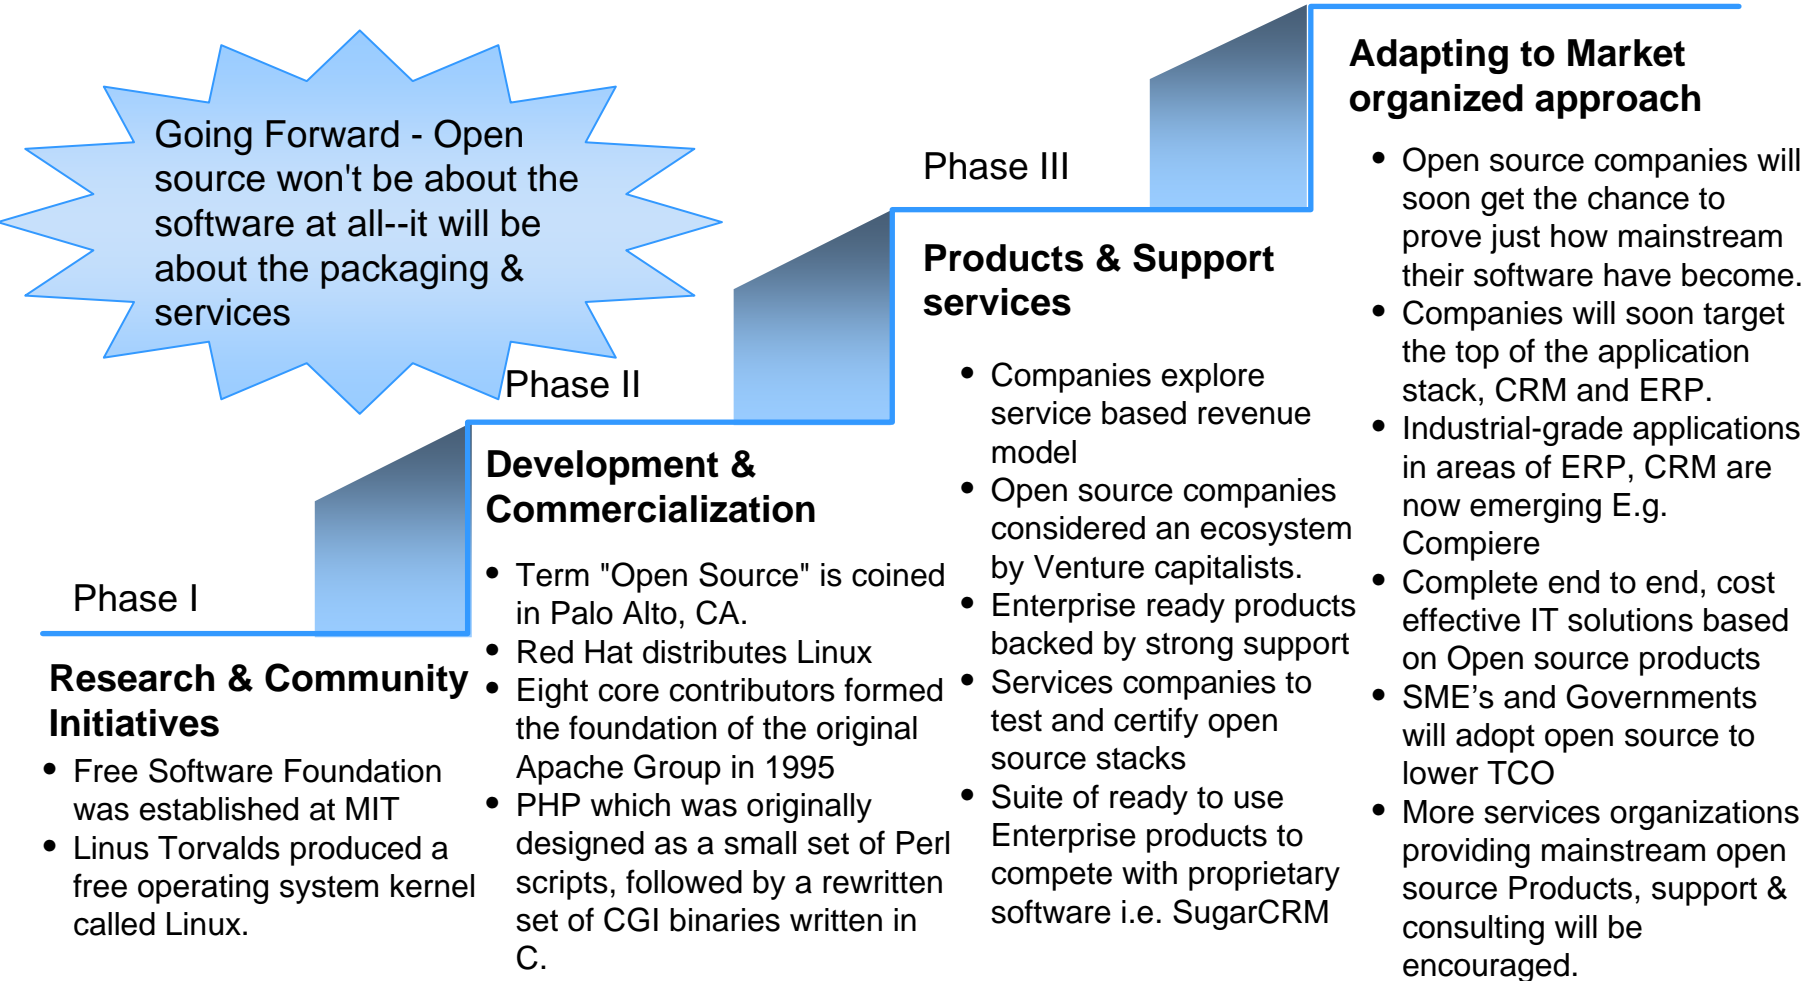 Going Forward - Open
source won't be about the
software at all--it will be
about the packaging &
services
Phase I
Research & Community
Initiatives
• Free Software Foundation
was established at MIT
• Linus Torvalds produced a
free operating system kernel
called Linux.
Phase II
Development &
Commercialization
• Term "Open Source" is coined
in Palo Alto, CA.
• Red Hat distributes Linux
• Eight core contributors formed
the foundation of the original
Apache Group in 1995
• PHP which was originally
designed as a small set of Perl
scripts, followed by a rewritten
set of CGI binaries written in
C.
Phase III
Products & Support
services
• Companies explore
service based revenue
model
• Open source companies
considered an ecosystem
by Venture capitalists.
• Enterprise ready products
backed by strong support
• Services companies to
test and certify open
source stacks
• Suite of ready to use
Enterprise products to
compete with proprietary
software i.e. SugarCRM
Adapting to Market
organized approach
• Open source companies will
soon get the chance to
prove just how mainstream
their software have become.
• Companies will soon target
the top of the application
stack, CRM and ERP.
• Industrial-grade applications
in areas of ERP, CRM are
now emerging E.g.
Compiere
• Complete end to end, cost
effective IT solutions based
on Open source products
• SME’s and Governments
will adopt open source to
lower TCO
• More services organizations
providing mainstream open
source Products, support &
consulting will be
encouraged.